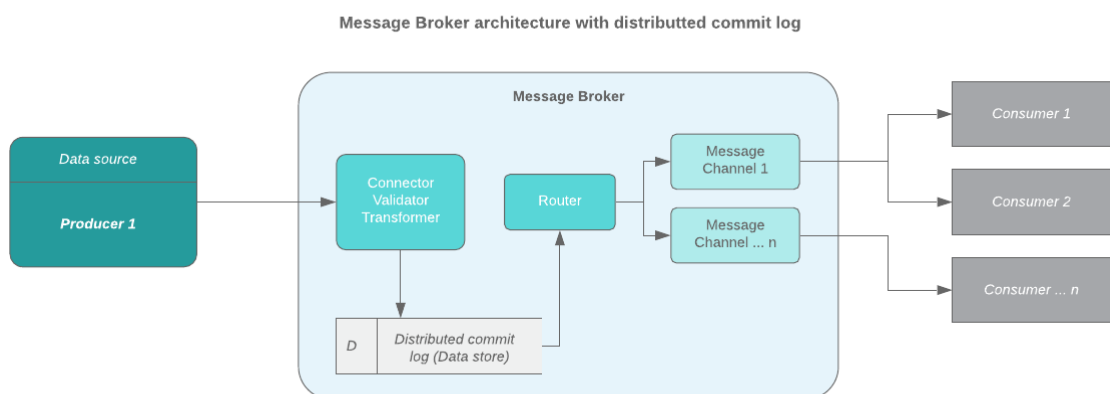 Message Broker architecture with distributted commit log
Message Broker
Data source
Producer 1
Connector
Validator
Transformer
D
Distributed commit
log (Data store)
Router
Message
Channel 1
Message
Channel ... n
Consumer 1
Consumer 2
Consumer ... n